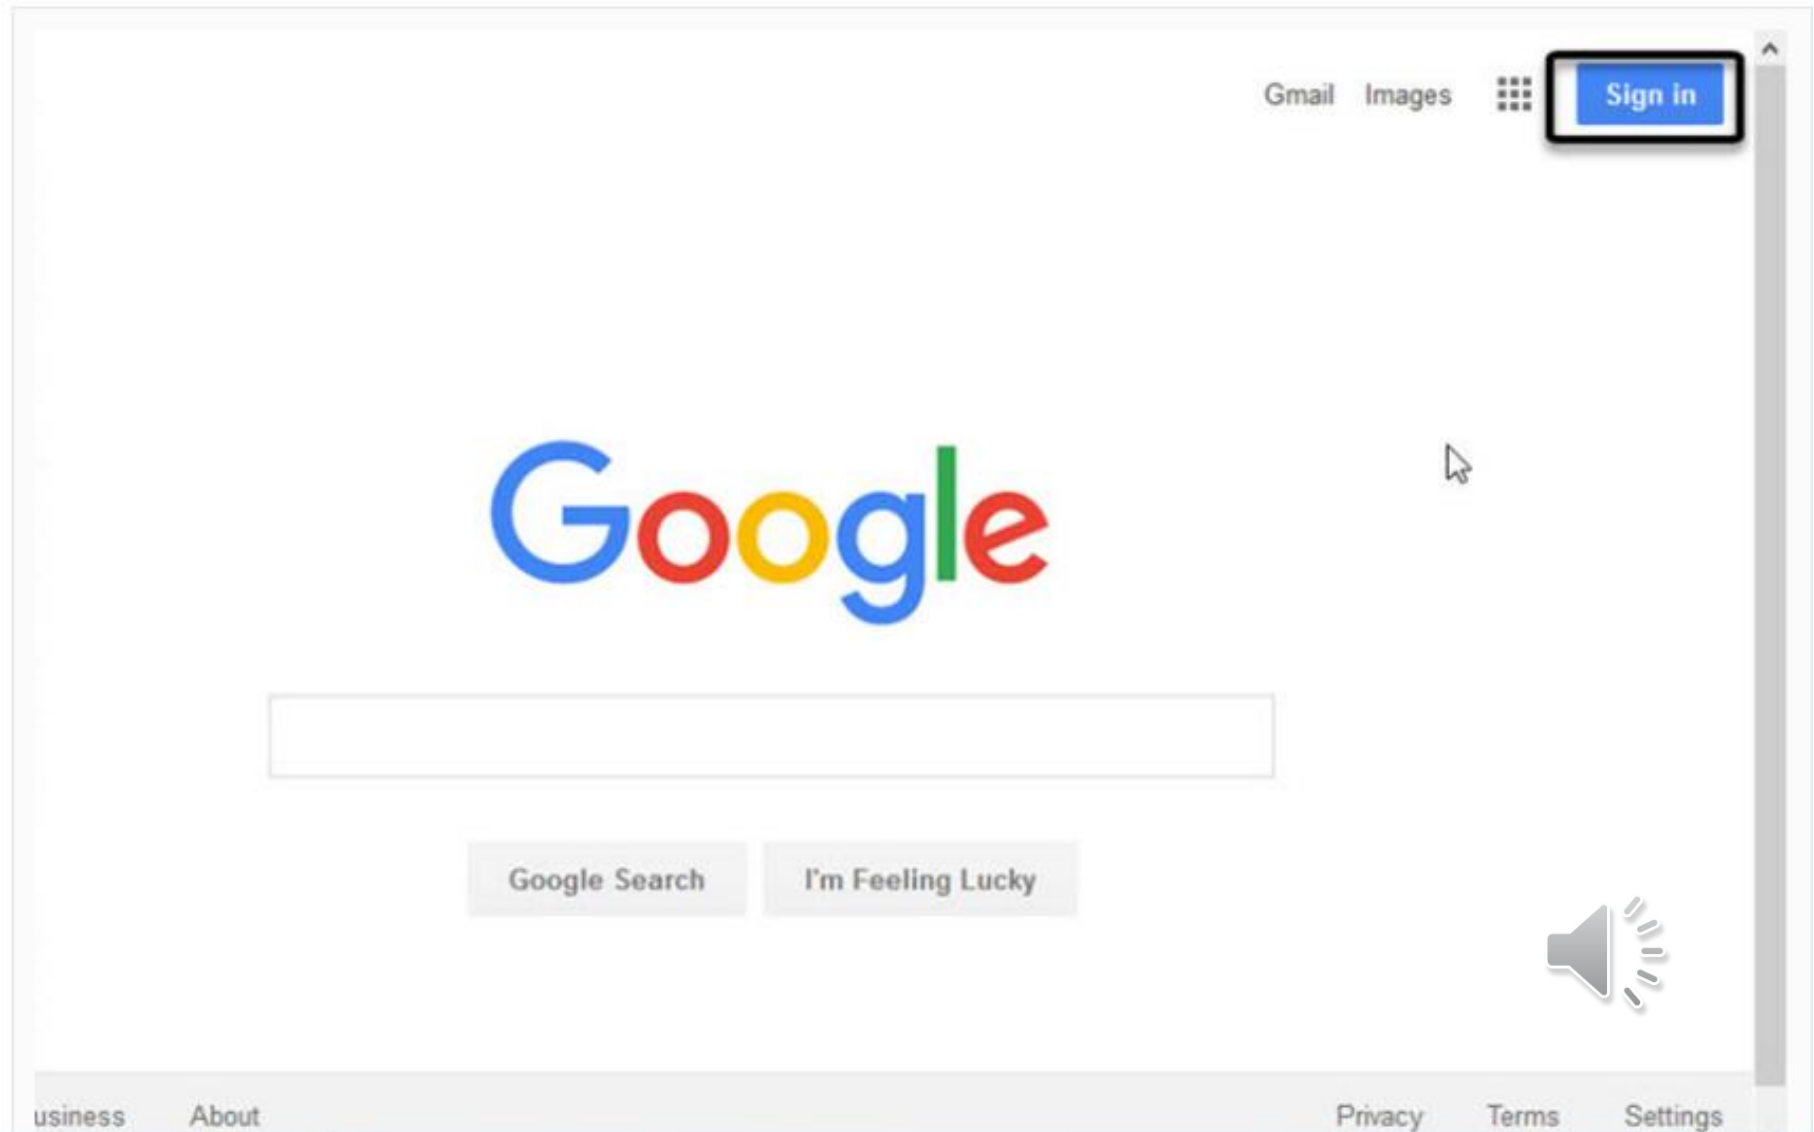 Gmail Images Sign in
Google
Google Search I'm Feeling Lucky
usiness About Privacy Terms Settings